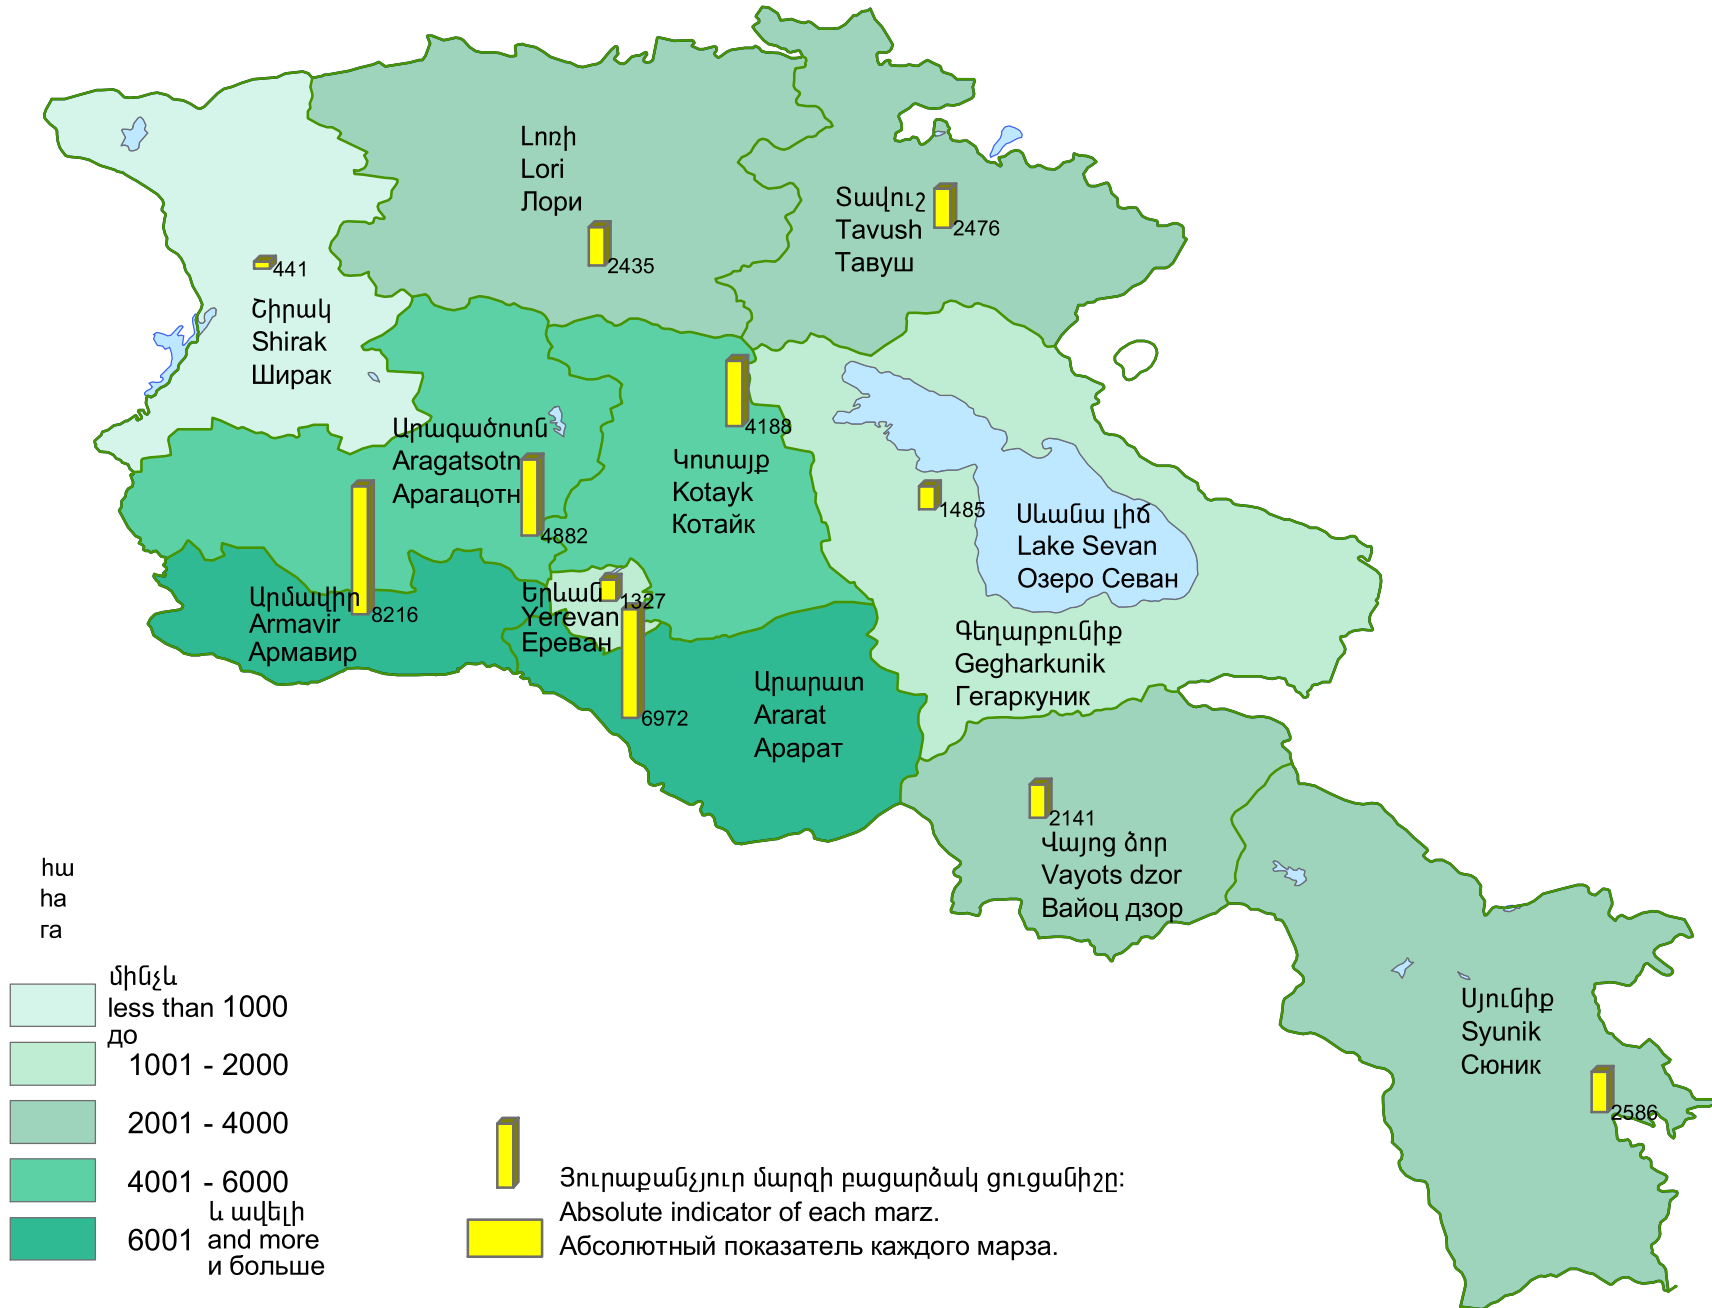 Լոռի
Lori
Лори
2435
Տավուշ
Tavush
Тавуш
2476
441
Շիրակ
Shirak
Ширак
Արագածոտն
Aragatsotn
Арагацотн
4882
4188
Կոտայք
Kotayk
Котайк
1485
Սևանա լիճ
Lake Sevan
Озеро Севан
Արմավիր
Armavir
Армавир
8216
Երևան
Yerevan
Ереван
1327
6972
Արարատ
Ararat
Арарат
Գեղարքունիք
Gegharkunik
Гегаркуник
2141
Վայոց ձոր
Vayots dzor
Вайоц дзор
Սյունիք
Syunik
Сюник
2586
հա
ha
га
մինչև
less than 1000
до
1001 - 2000
2001 - 4000
4001 - 6000
և ավելի
6001 and more
и больше
Յուրաքանչյուր մարզի բացարձակ ցուցանիշը:
Absolute indicator of each marz.
Абсолютный показатель каждого марза.